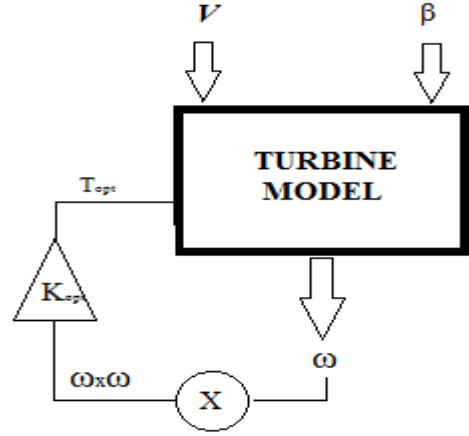 V
β
TURBINE
MODEL
Topt
Kopt
ω
ωxω
X